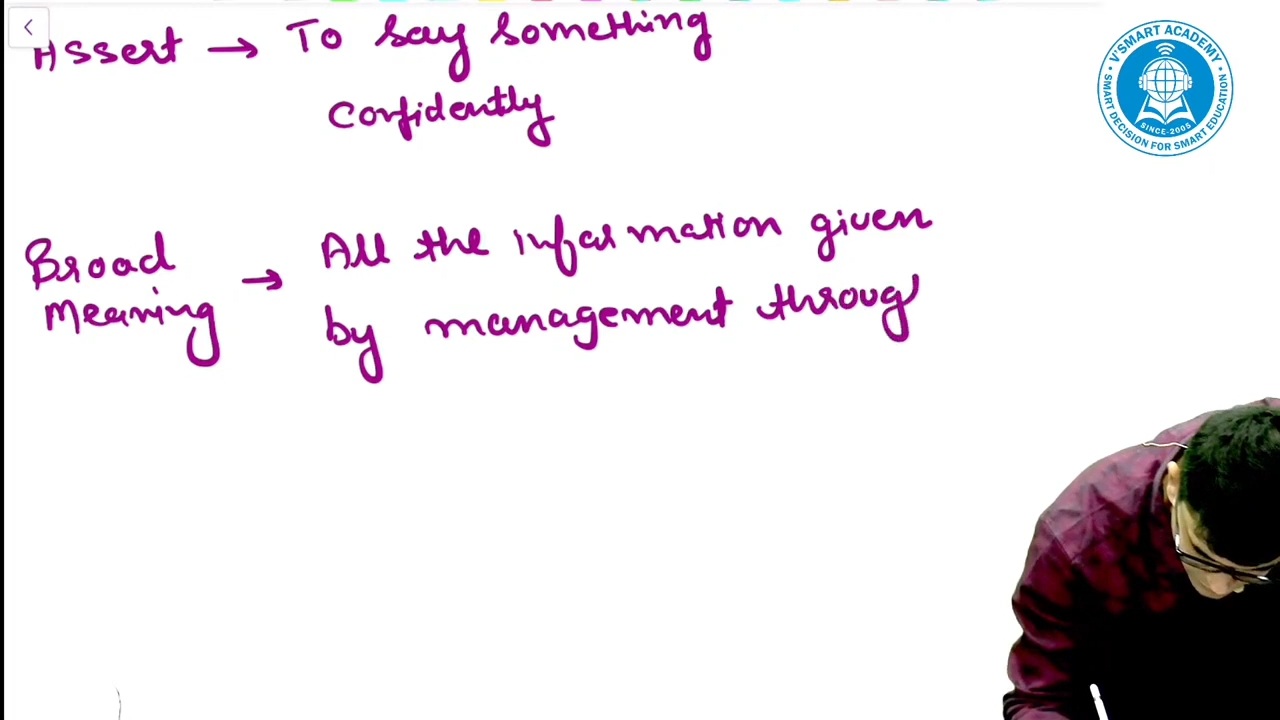 Assert → To say something
confidently
Broad
Meaning → All the information given
by management throug
V'SMART ACADEMY
SMART DECISION FOR SMART EDUCATION
SINCE-2005